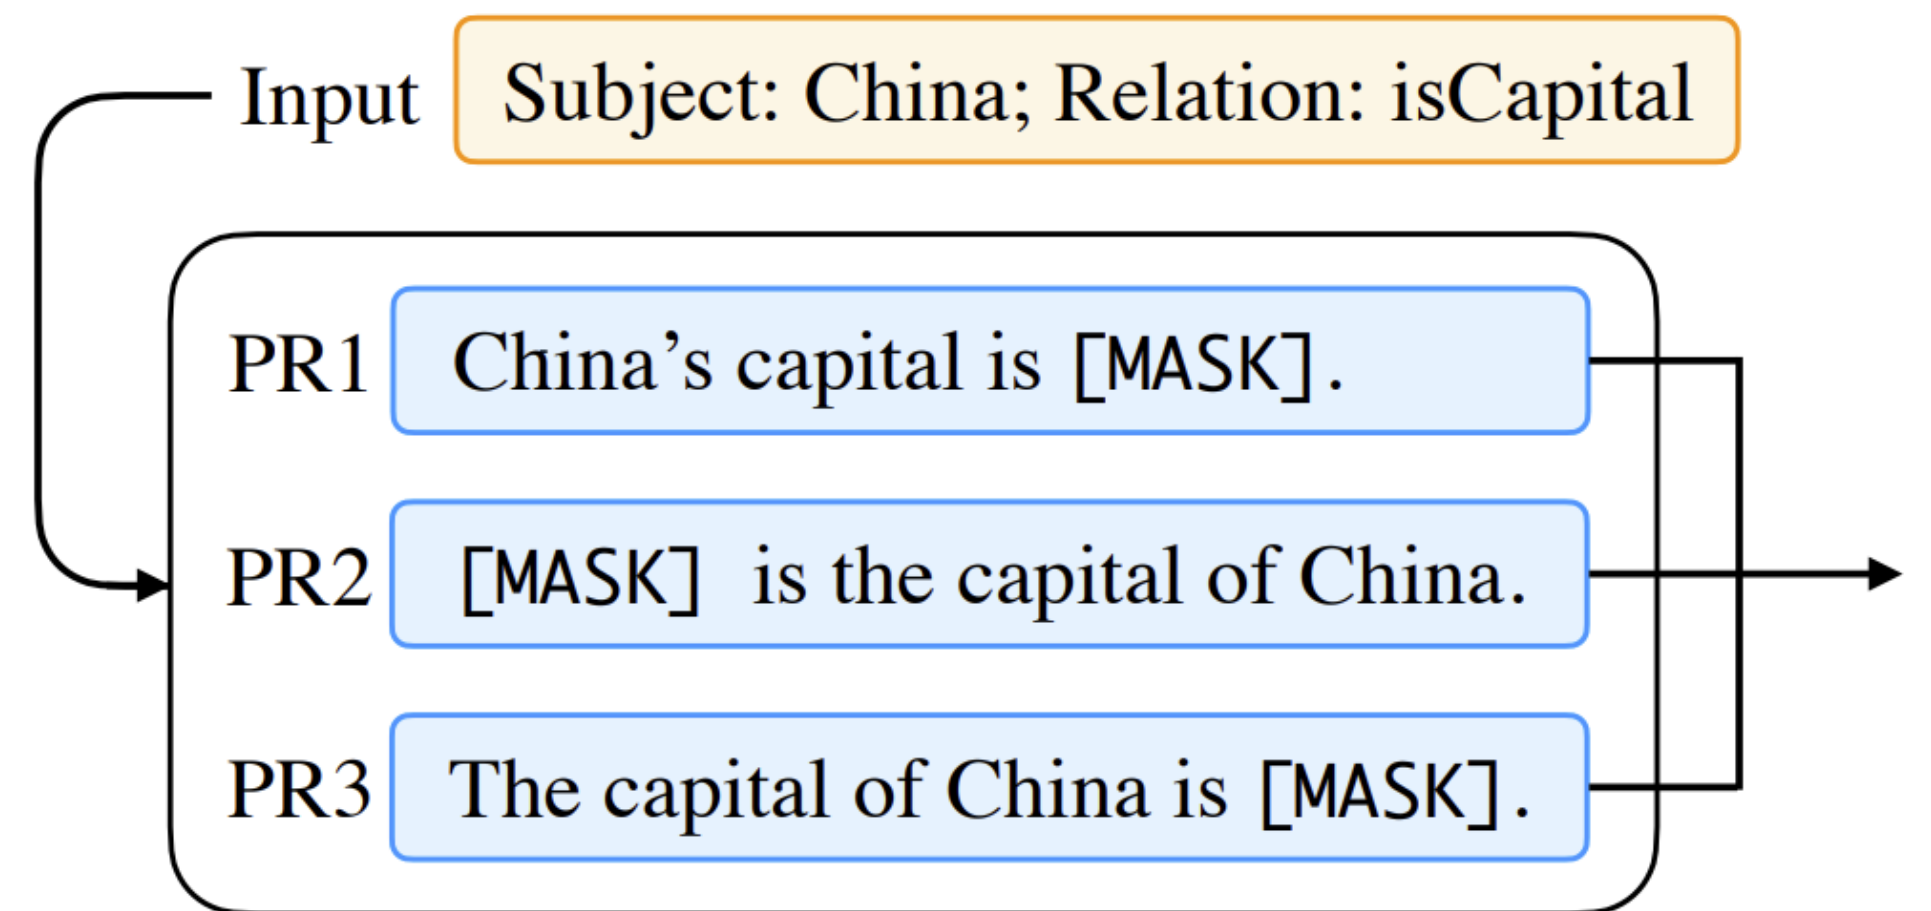 Input Subject: China; Relation: isCapital
PR1 China’s capital is [MASK].
PR2 [MASK] is the capital of China.
PR3 The capital of China is [MASK].